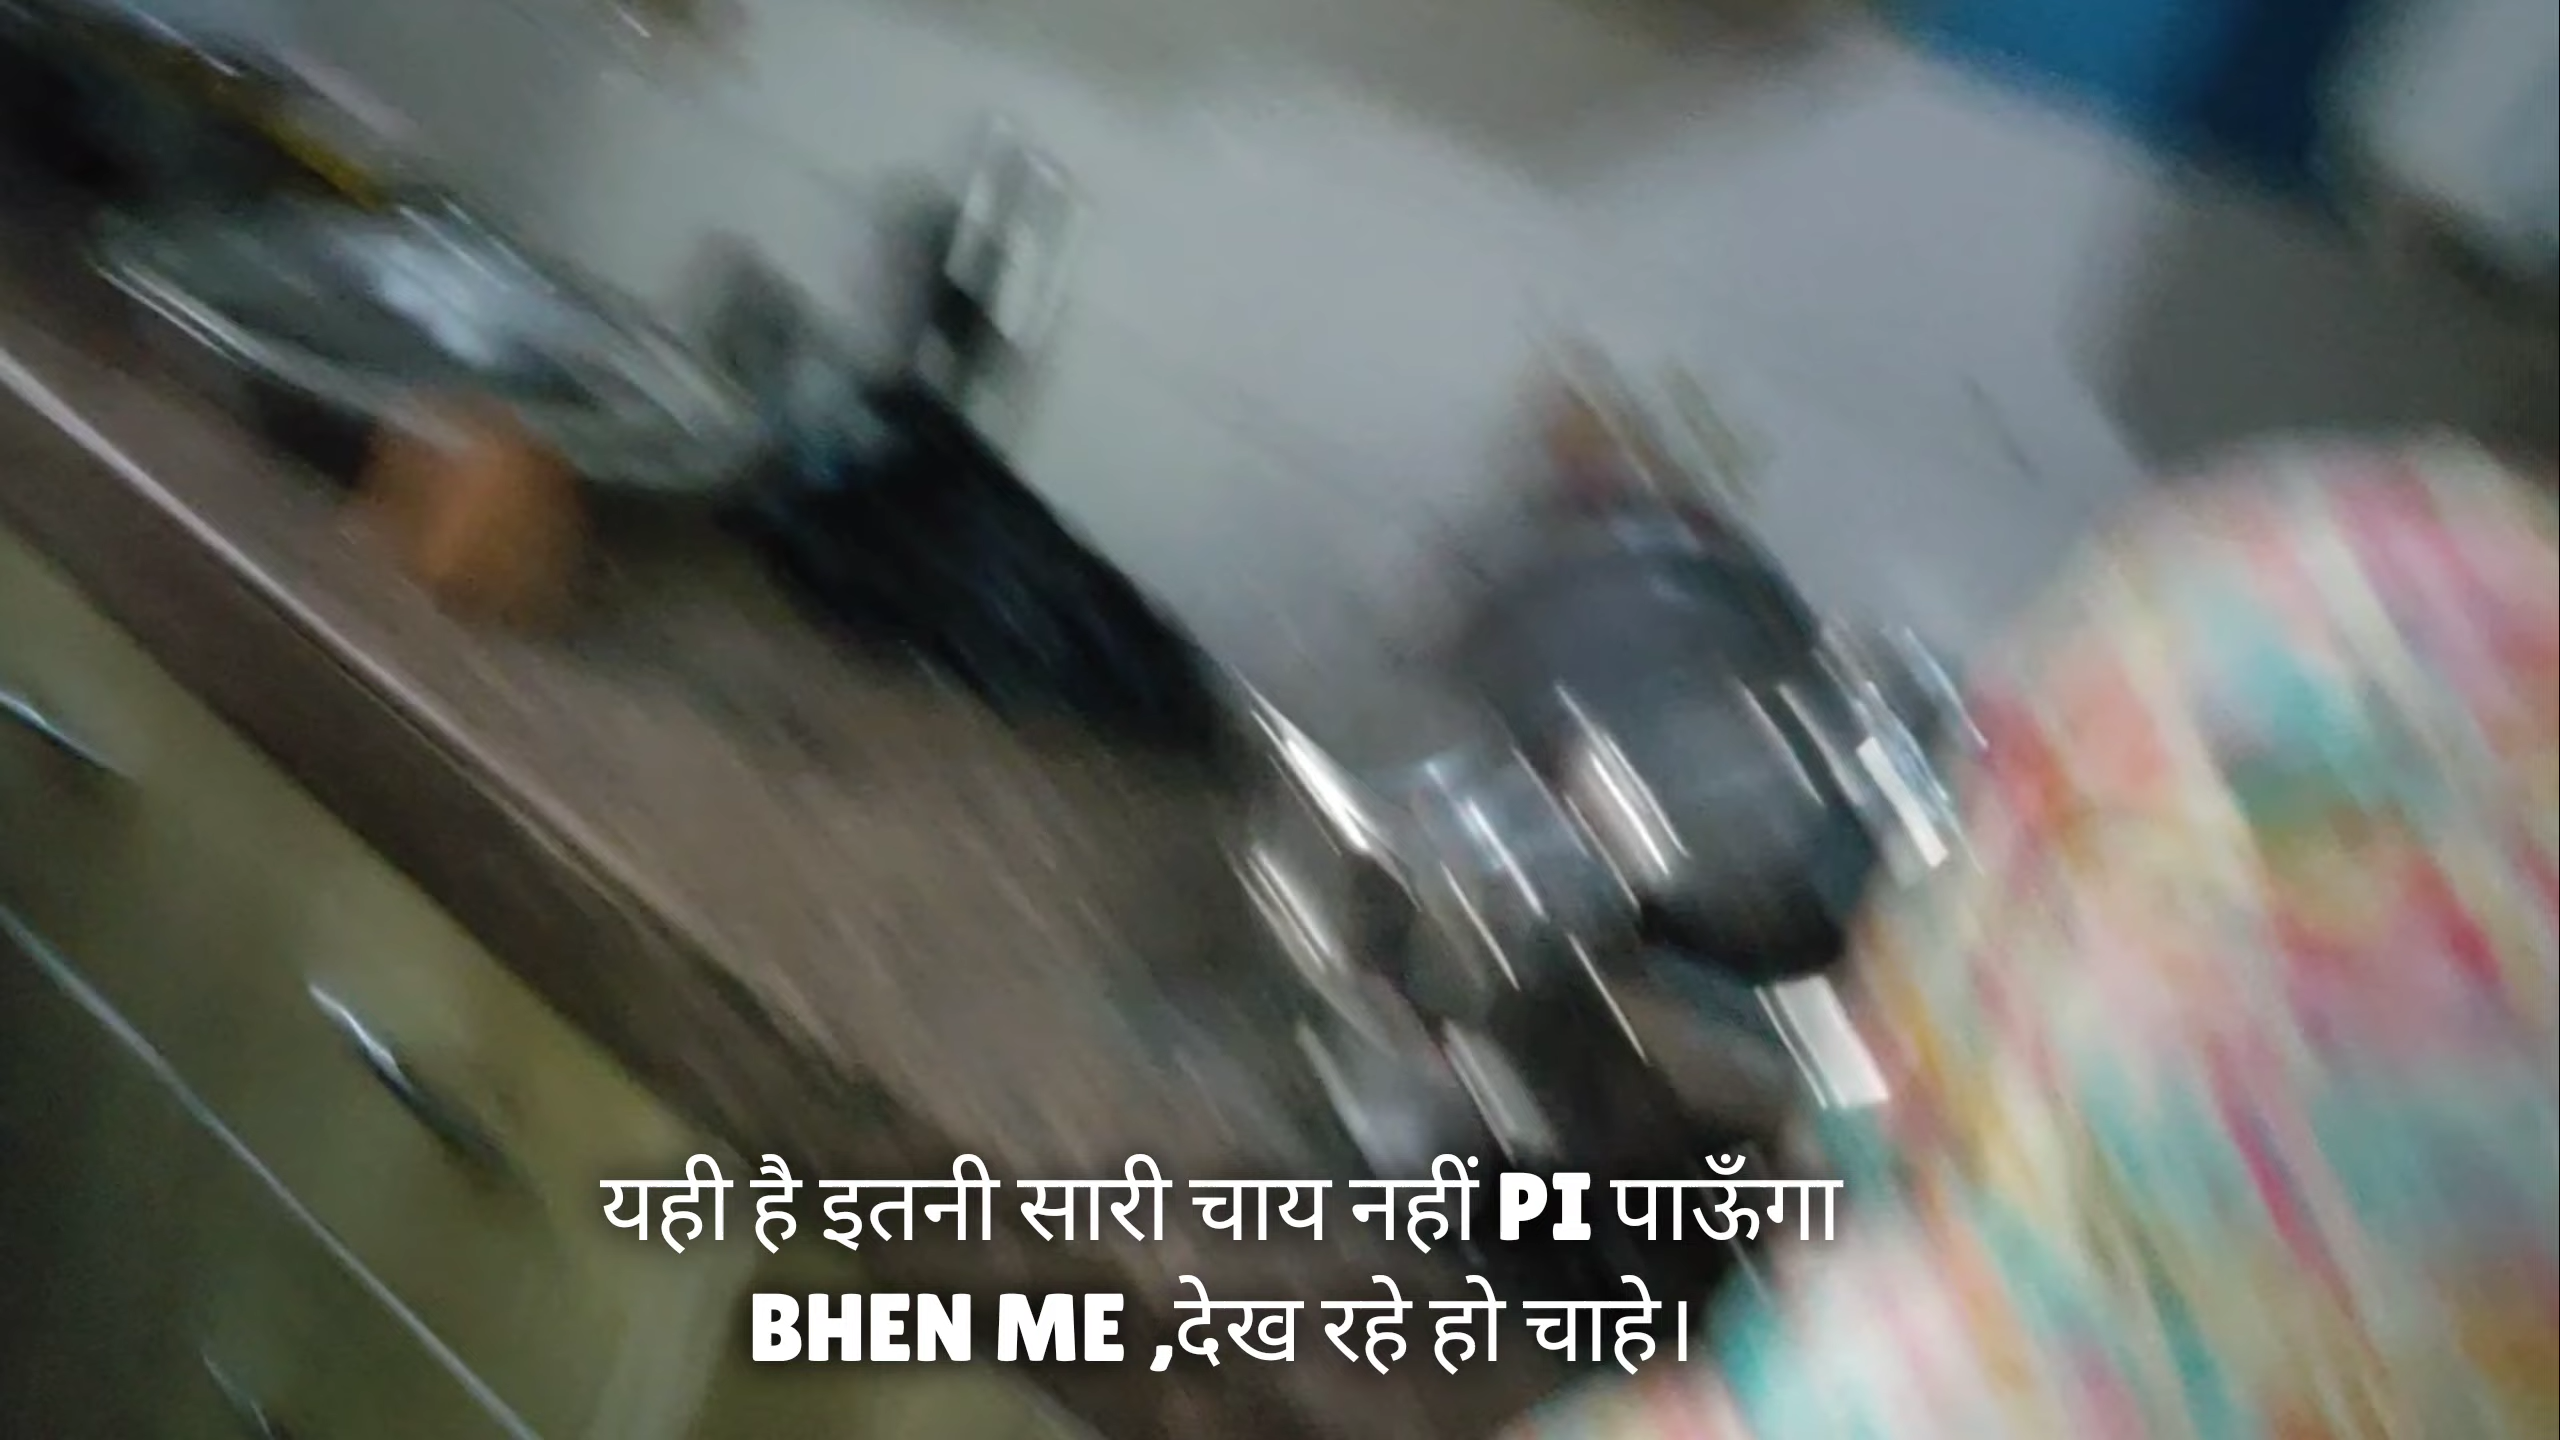 यही है इतनी सारी चाय नहीं PI पाऊँगा
BHEN ME ,देख रहे हो चाहे।